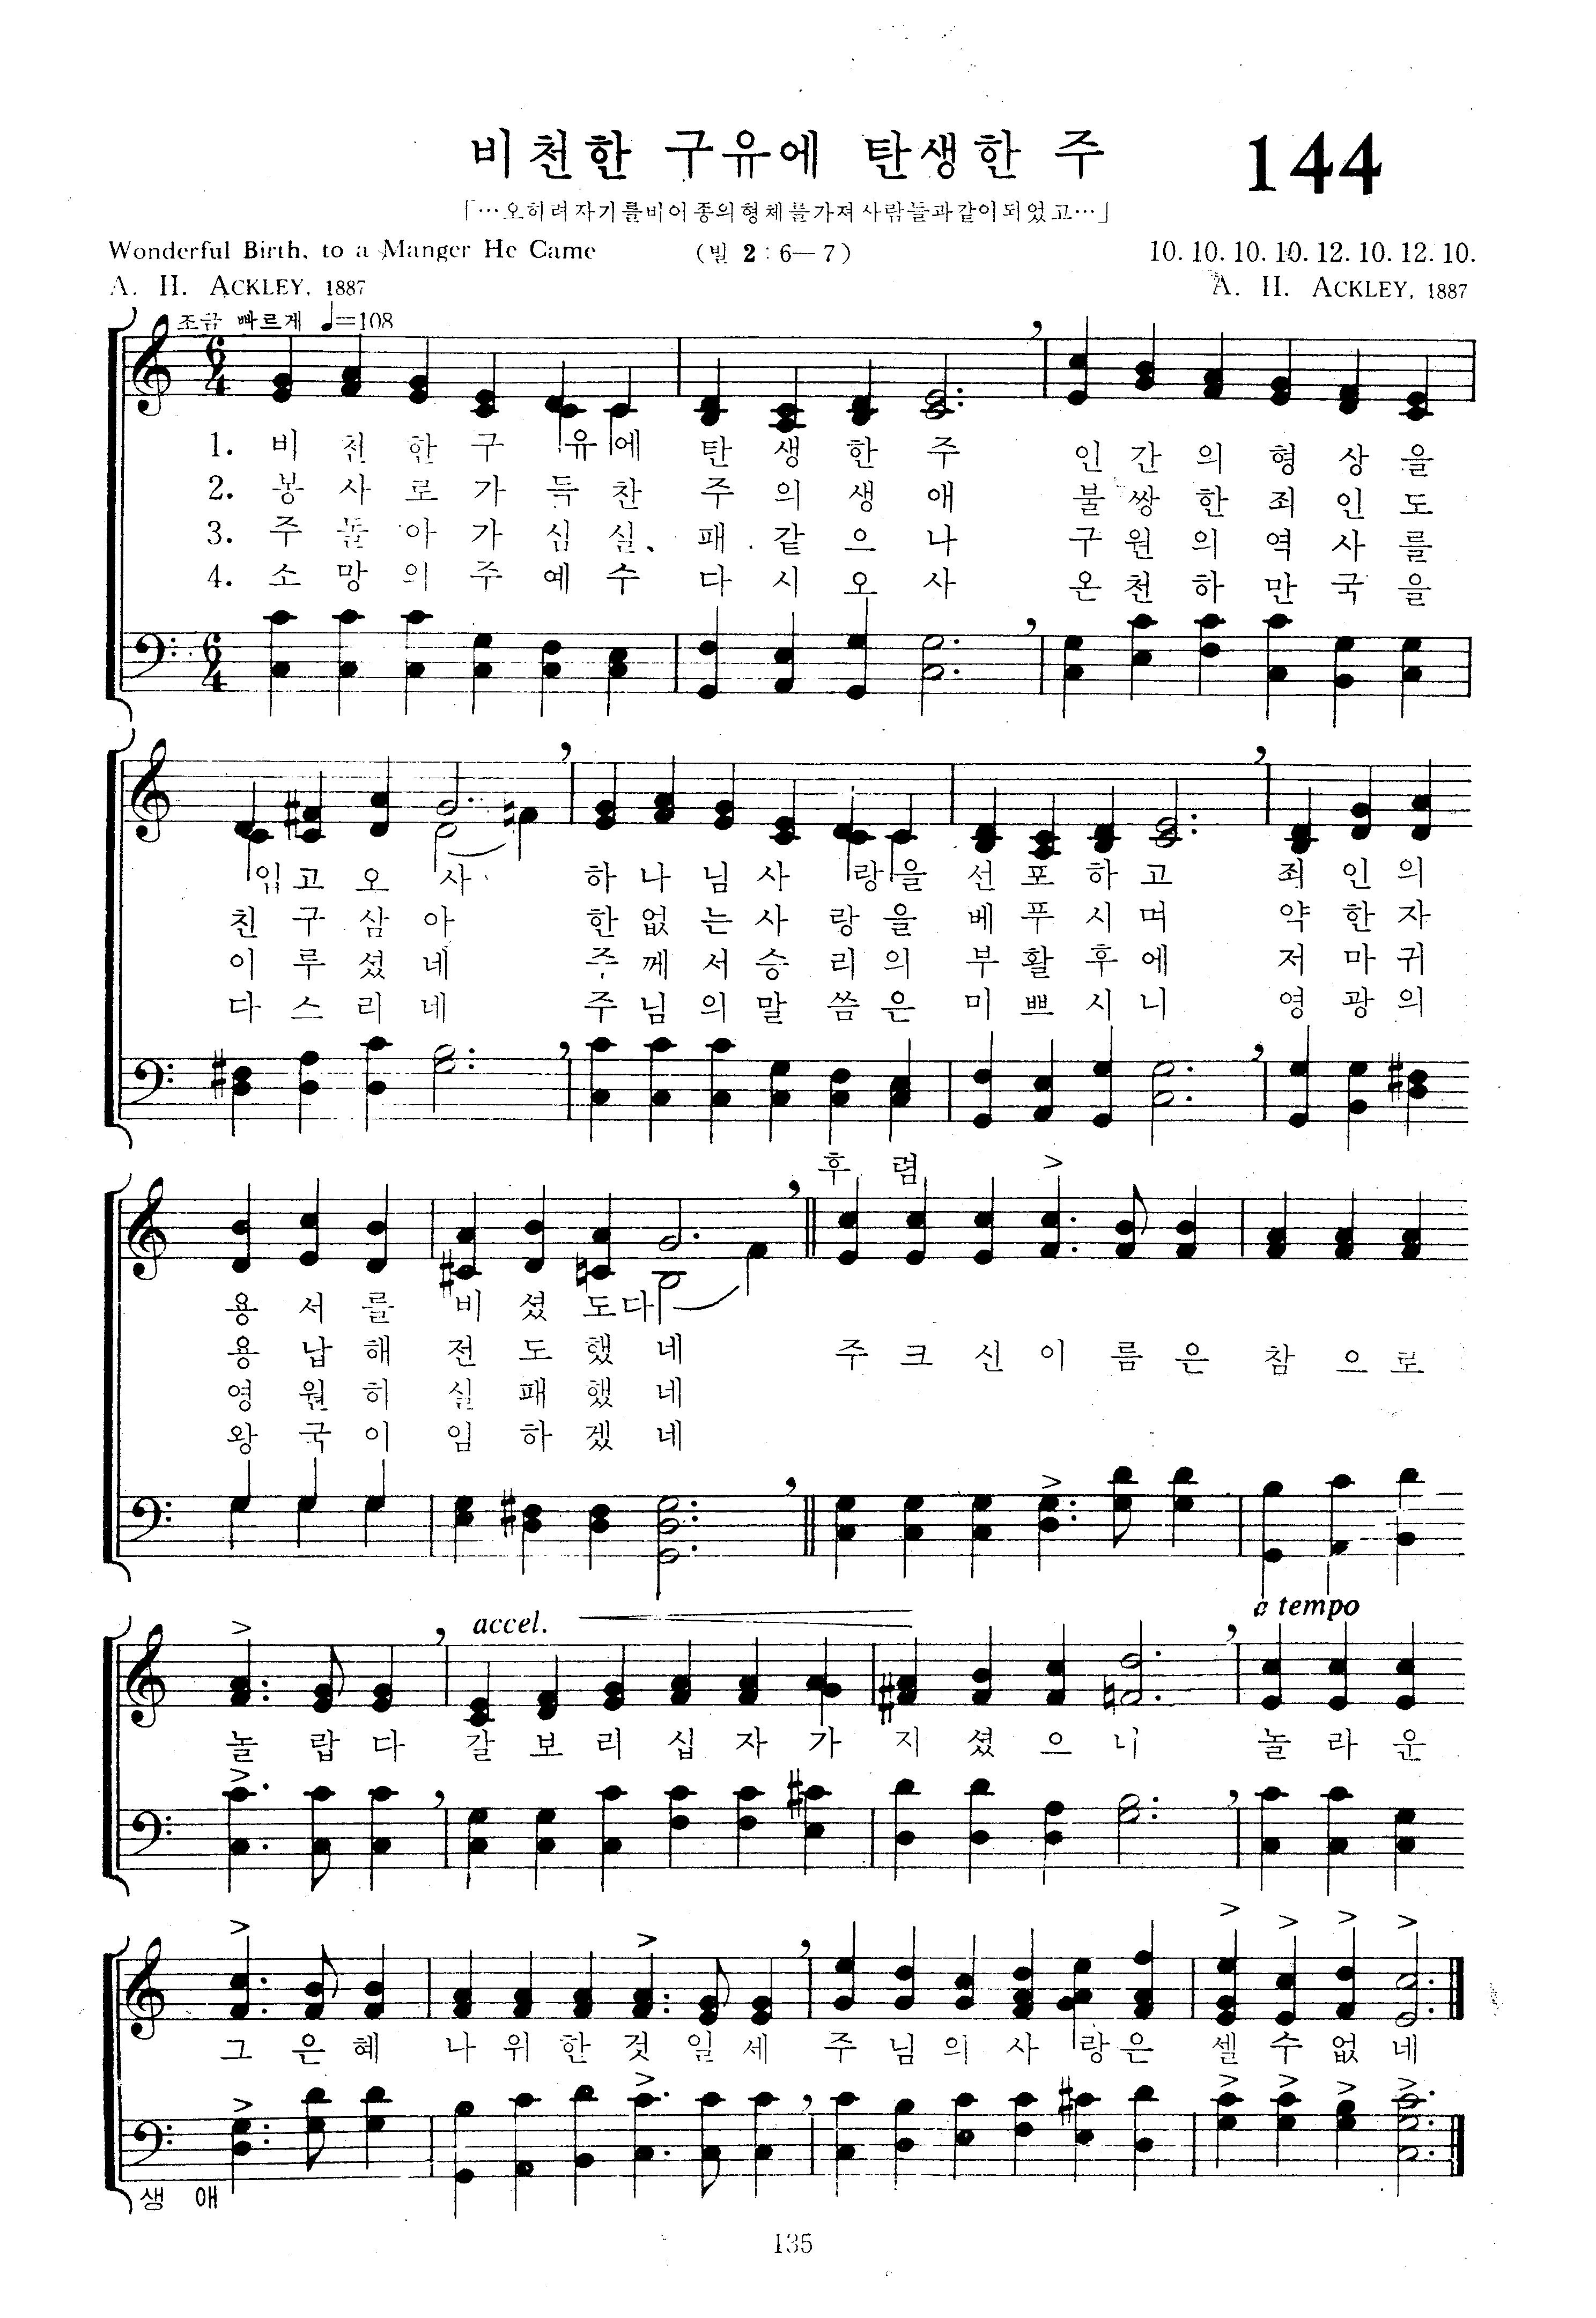 비천한 구유에 탄생한 주 144
「…오히려자기를비어종의형체를가져사람들과같이되었고…」
Wonderful Birth, to a Manger He Came (빌 2 : 6— 7) 10. 10. 10. 10. 12. 10. 12. 10.
A. H. ACKLEY, 1887 A. H. ACKLEY, 1887
조금 빠르게 ♩=108
1. 비 천 한 구 유 에 탄 생 한 주 인 간 의 형 상 을
2. 봉 사 로 가 득 찬 주 의 생 애 불 쌍 한 죄 인 도
3. 주 돌 아 가 심 실 패 같 으 나 구 원 의 역 사 를
4. 소 망 의 주 예 수 다 시 오 사 온 천 하 만 국 을
입 고 오 사 하 나 님 사 랑 을 선 포 하 고 죄 인 의
친 구 삼 아 한 없 는 사 랑 을 베 푸 시 며 약 한 자
이 루 셨 네 주 께 서 승 리 의 부 활 후 에 저 마 귀
다 스 리 네 주 님 의 말 씀 은 미 쁘 시 니 영 광 의
후 렴
용 서 를 비 셨 도 다
용 납 해 전 도 했 네 주 크 신 이 름 은 참 으 로
영 원 히 실 패 했 네
왕 국 이 임 하 겠 네
accel. a tempo
놀 랍 다 갈 보 리 십 자 가 지 셨 으 니 놀 라 운
그 은 혜 나 위 한 것 일 세 주 님 의 사 랑 은 셀 수 없 네
생 애
135